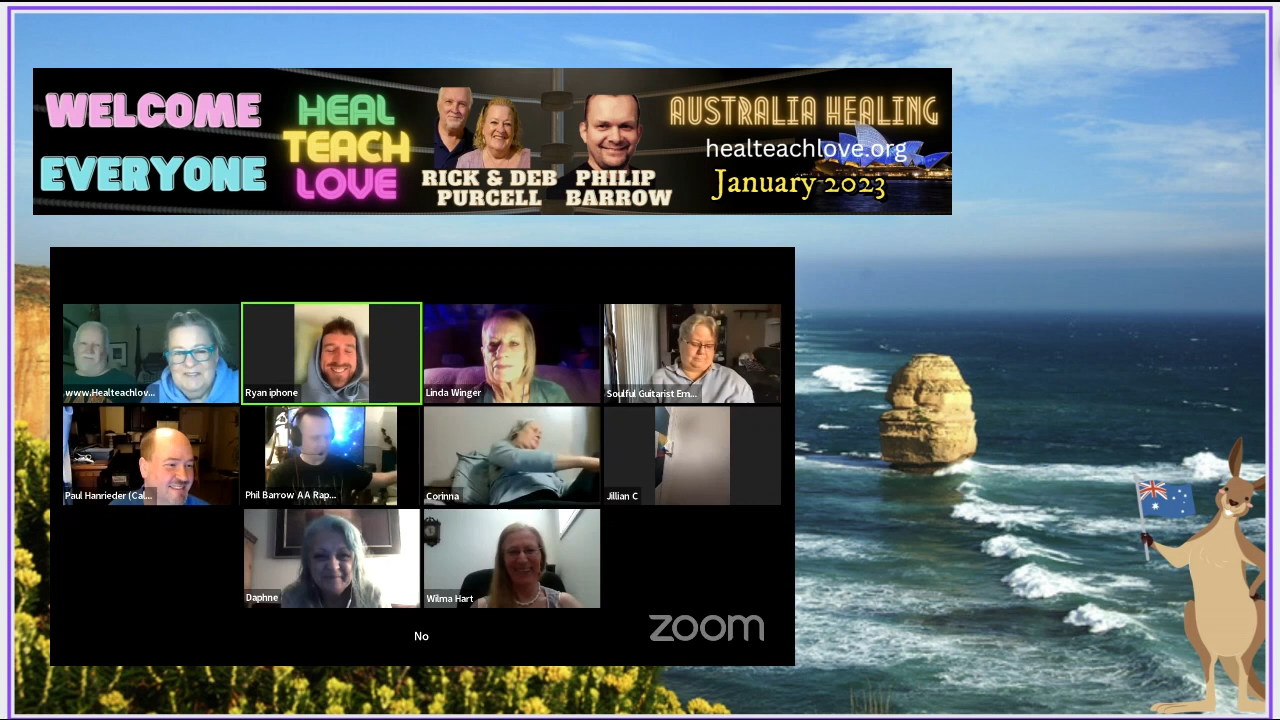 WELCOME
EVERYONE
HEAL
TEACH
LOVE
RICK & DEB
PURCELL
PHILIP
BARROW
AUSTRALIA HEALING
healteachlove.org
January 2023
www.Healteachlov...
Ryan iphone
Linda Winger
Soulful Guitarist Em...
Paul Hanrieder (Cal...
Phil Barrow A A Rap...
Corinna
Jillian C
Daphne
Wilma Hart
No
zoom